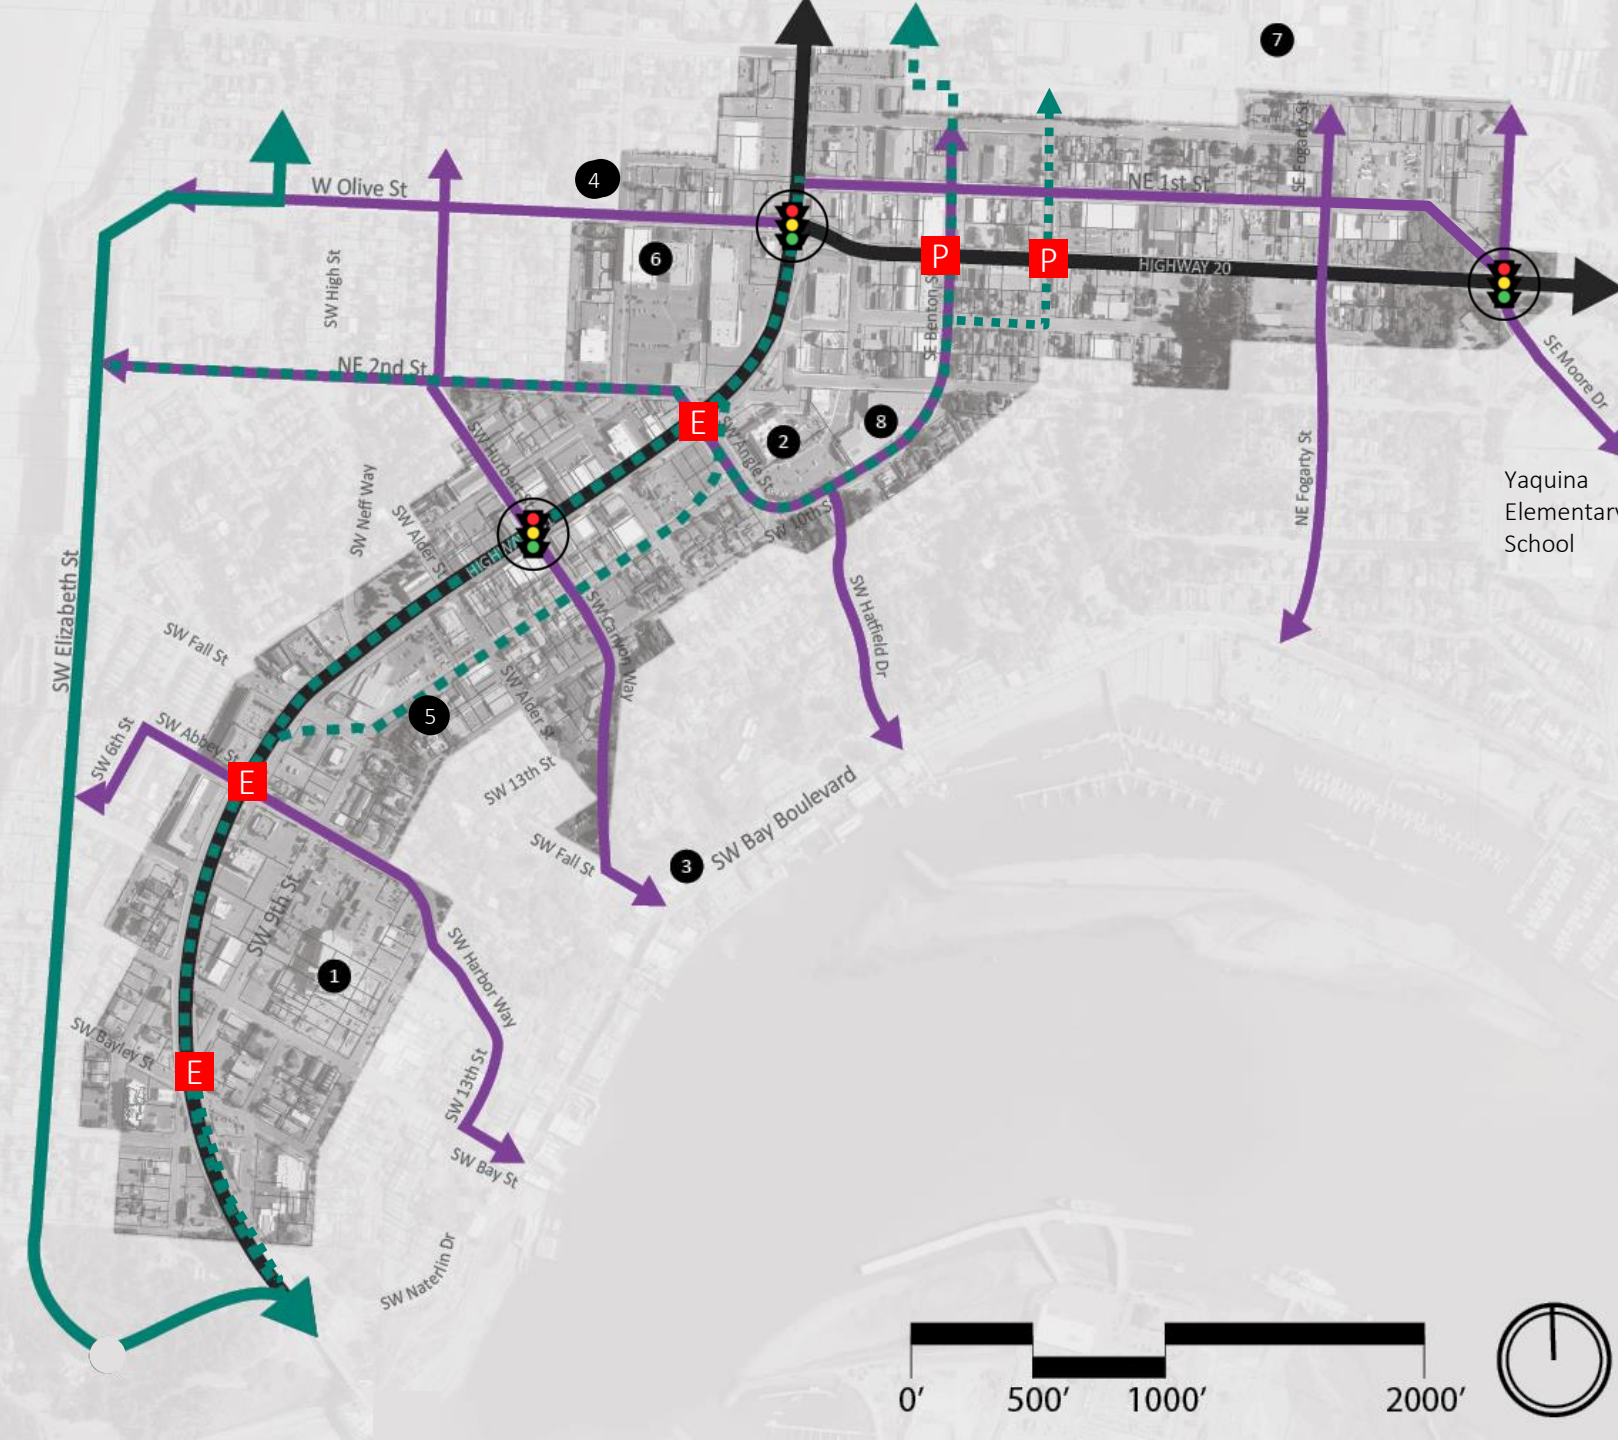 7
SE Fogarty St
4
W Olive St
NE 1st St
6
P
P
HIGHWAY 20
SW High St
SE Benton S
NE 2nd St
SE Moore Dr
E
8
2
SW Angle St
SW Hurbert S
NE Fogarty St
Yaquina
Elementary
School
SW Neff Way
SW Alder St
SW 10th S
HIGHWA
SW Elizabeth St
SW Hatfield Dr
SW Canyon Way
SW Fall St
SW Alder St
5
SW Abbey St
SW 6th St
E
SW 13th St
SW Bay Boulevard
SW Fall St
3
SW 9th St
SW Harbor Way
1
SW Bayley St
E
SW 13th St
SW Bay St
SW Naterlin Dr
0'
500'
1000'
2000'